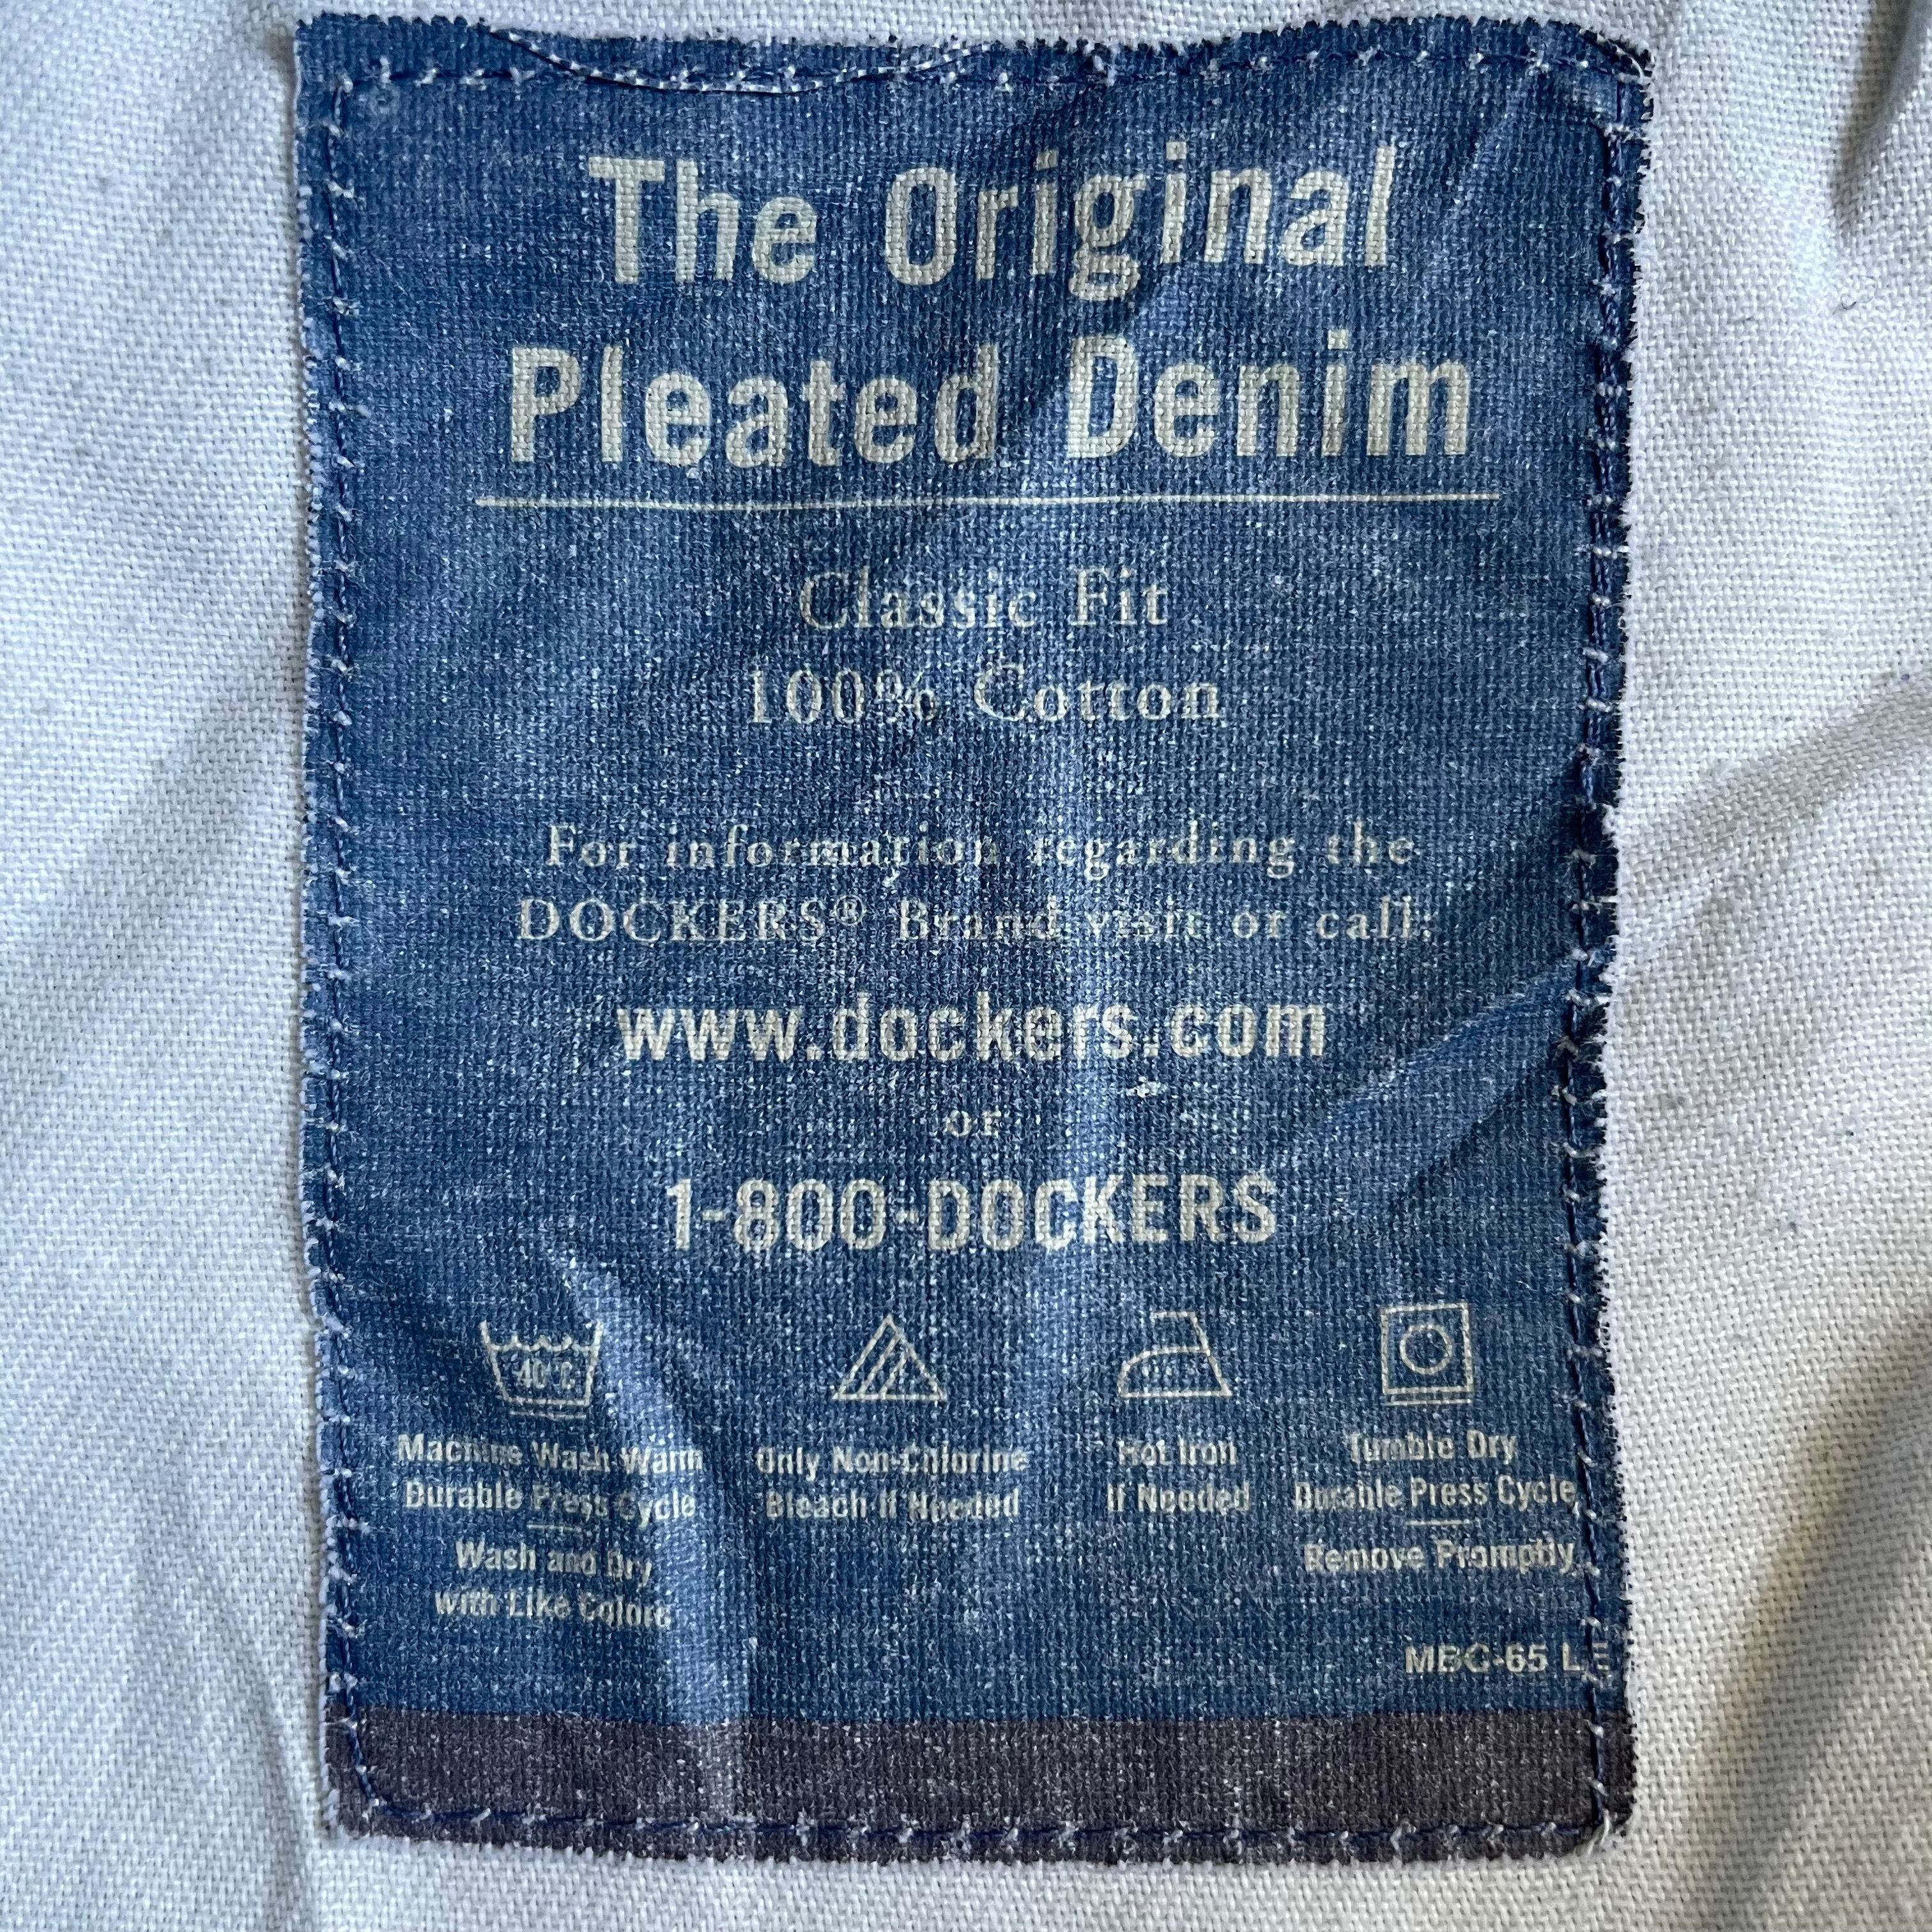 The Original
Pleated Denim
Classic Fit
100% Cotton
For information regarding the
DOCKERS® Brand visit or call:
www.dockers.com
or
1-800-DOCKERS
40°C
Machine Wash Warm
Durable Press Cycle
Wash and Dry
with Like Colors
Only Non-Chlorine
Bleach If Needed
Hot Iron
If Needed
Tumble Dry
Durable Press Cycle
Remove Promptly
MBC-65 LE